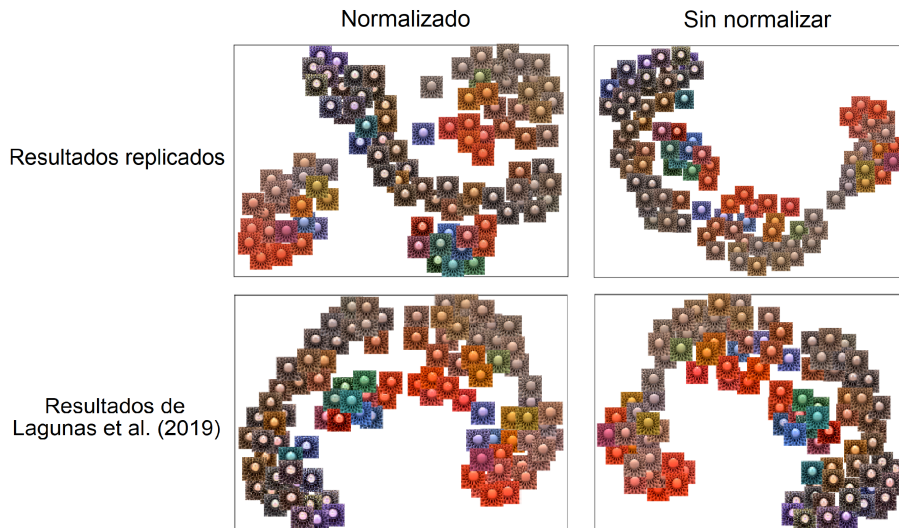 Normalizado
Sin normalizar
Resultados replicados
Resultados de
Lagunas et al. (2019)